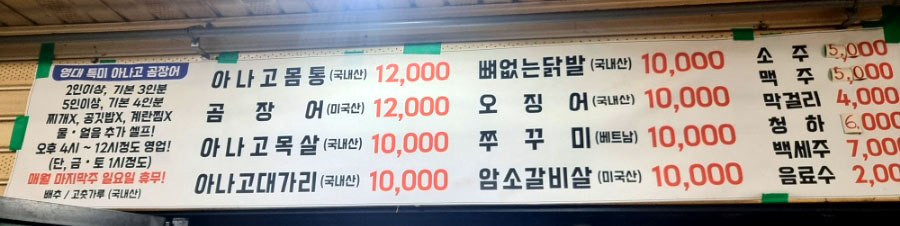 영대 특미 아나고 곰장어
2인이상, 기본 3인분
5인이상, 기본 4인분
찌개X, 공깃밥X, 계란찜X
물·얼음 추가 셀프!
오후 4시 ~ 12시정도 영업!
(단, 금·토 1시정도)
매월 마지막주 일요일 휴무!
배추 / 고춧가루 (국내산)
아나고몸통 (국내산) 12,000
곰장어 (미국산) 12,000
아나고목살 (국내산) 10,000
아나고대가리 (국내산) 10,000
뼈없는닭발 (국내산) 10,000
오징어 (국내산) 10,000
쭈꾸미 (베트남) 10,000
암소갈비살 (미국산) 10,000
소주 5,000
맥주 5,000
막걸리 4,000
청하 6,000
백세주 7,000
음료수 2,00